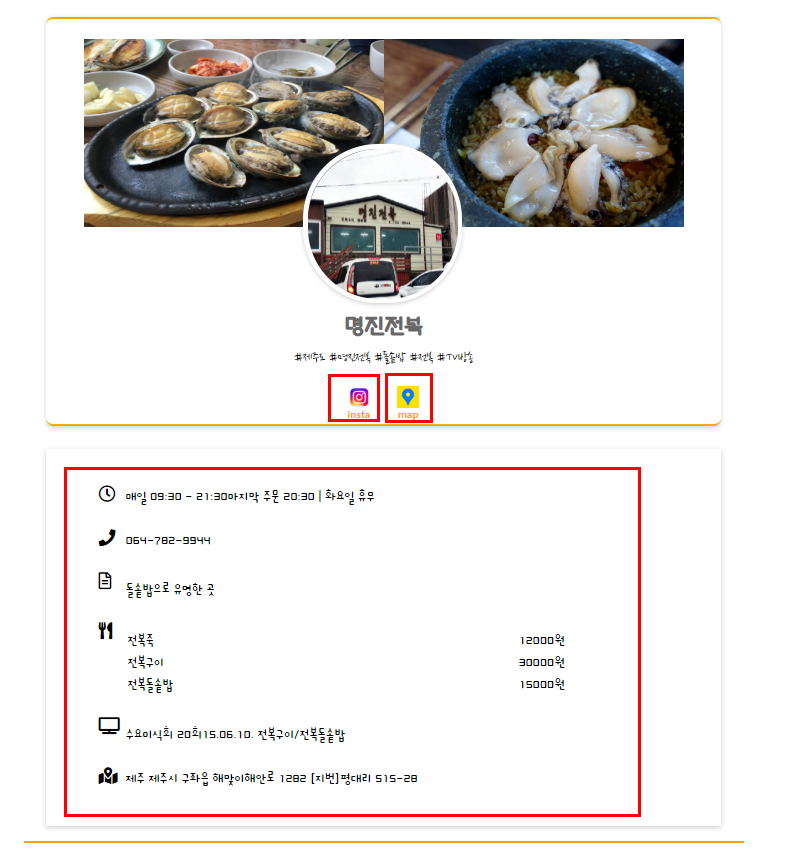 명진전복
명진전복
#제주도 #명진전복 #돌솥밥 #전복 #TV방송
insta map
매일 09:30 - 21:30마지막 주문 20:30 | 화요일 휴무
064-782-9944
돌솥밥으로 유명한 곳
전복죽 12000원
전복구이 30000원
전복돌솥밥 15000원
수요미식회 20회15.06.10. 전복구이/전복돌솥밥
제주 제주시 구좌읍 해맞이해안로 1282 [지번]평대리 515-28